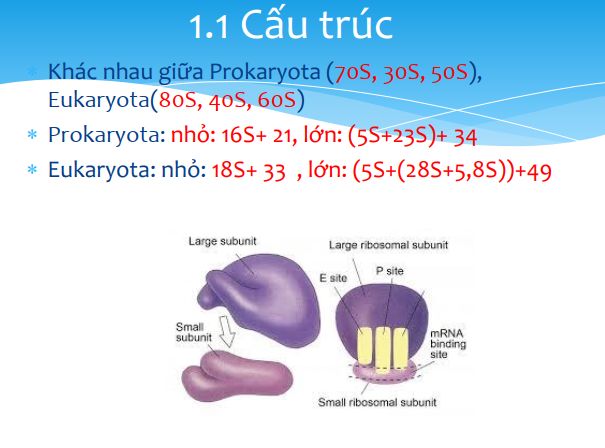 1.1 Cấu trúc
* Khác nhau giữa Prokaryota (70S, 30S, 50S),
Eukaryota(80S, 40S, 60S)
* Prokaryota: nhỏ: 16S+ 21, lớn: (5S+23S)+ 34
* Eukaryota: nhỏ: 18S+ 33 , lớn: (5S+(28S+5,8S))+49
Large subunit
Small
subunit
Large ribosomal subunit
E site
P site
mRNA
binding
site
Small ribosomal subunit